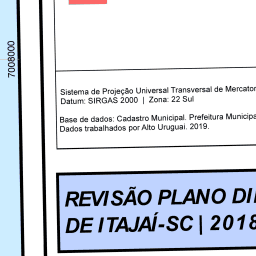 7008000
Sistema de Projeção Universal Transversal de Mercator
Datum: SIRGAS 2000 | Zona: 22 Sul
Base de dados: Cadastro Municipal. Prefeitura Municipa
Dados trabalhados por Alto Uruguai. 2019.
REVISÃO PLANO DI
DE ITAJAÍ-SC | 2018